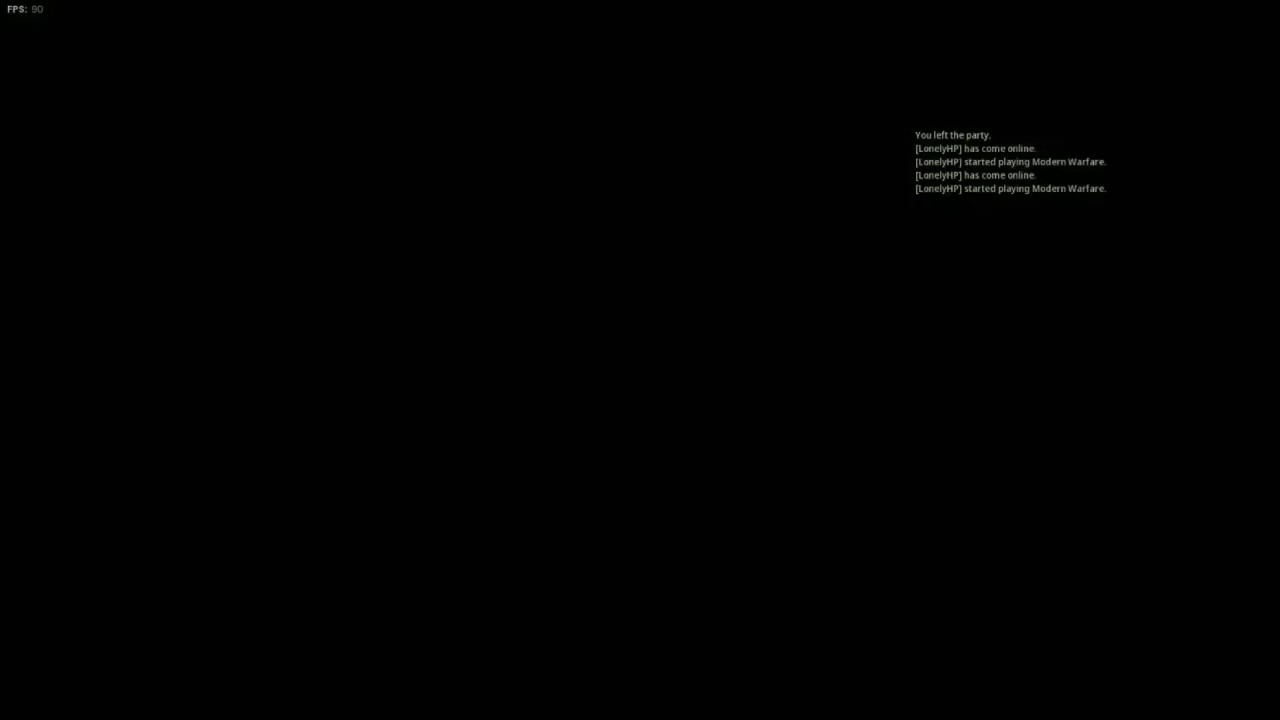 FPS: 90
You left the party.
[LonelyHP] has come online.
[LonelyHP] started playing Modern Warfare.
[LonelyHP] has come online.
[LonelyHP] started playing Modern Warfare.